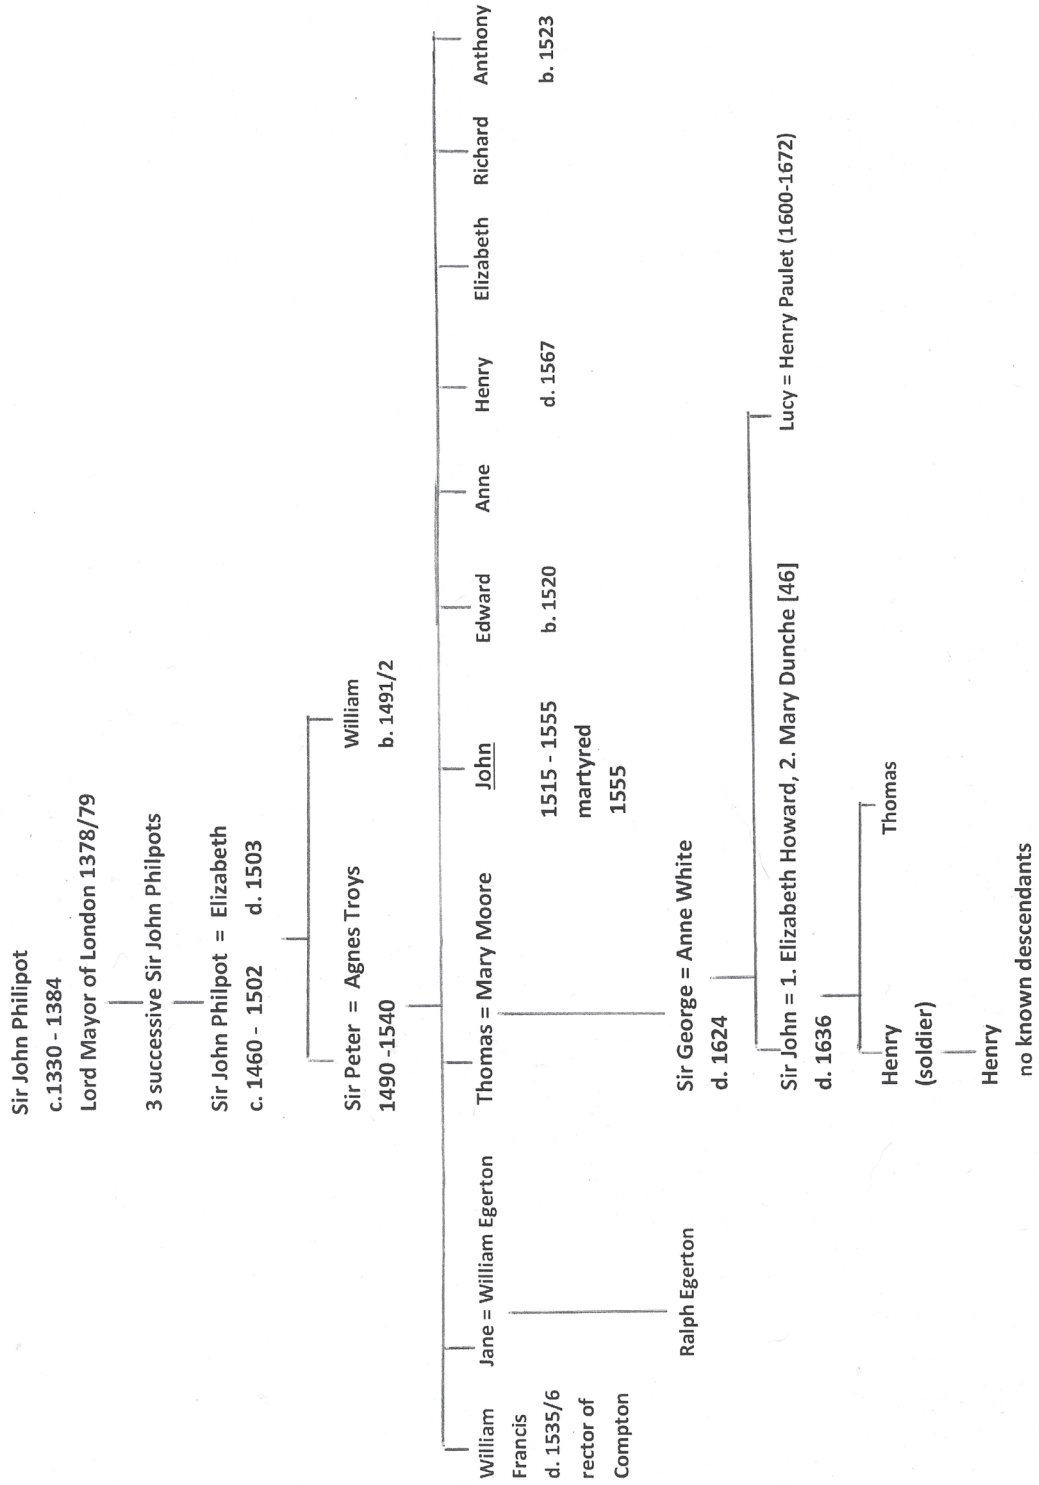 Sir John Philipot
c.1330 - 1384
Lord Mayor of London 1378/79
3 successive Sir John Philpots
Sir John Philpot = Elizabeth
c. 1460 - 1502 d. 1503
Sir Peter = Agnes Troys William
1490 -1540 b. 1491/2
William Jane = William Egerton Thomas = Mary Moore John Edward Anne Henry Elizabeth Richard Anthony
Francis
d. 1535/6 1515 - 1555 b. 1520 d. 1567 b. 1523
rector of martyred
Compton 1555
Ralph Egerton Sir George = Anne White
d. 1624
Sir John = 1. Elizabeth Howard, 2. Mary Dunche [46] Lucy = Henry Paulet (1600-1672)
d. 1636
Henry Thomas
(soldier)
Henry
no known descendants